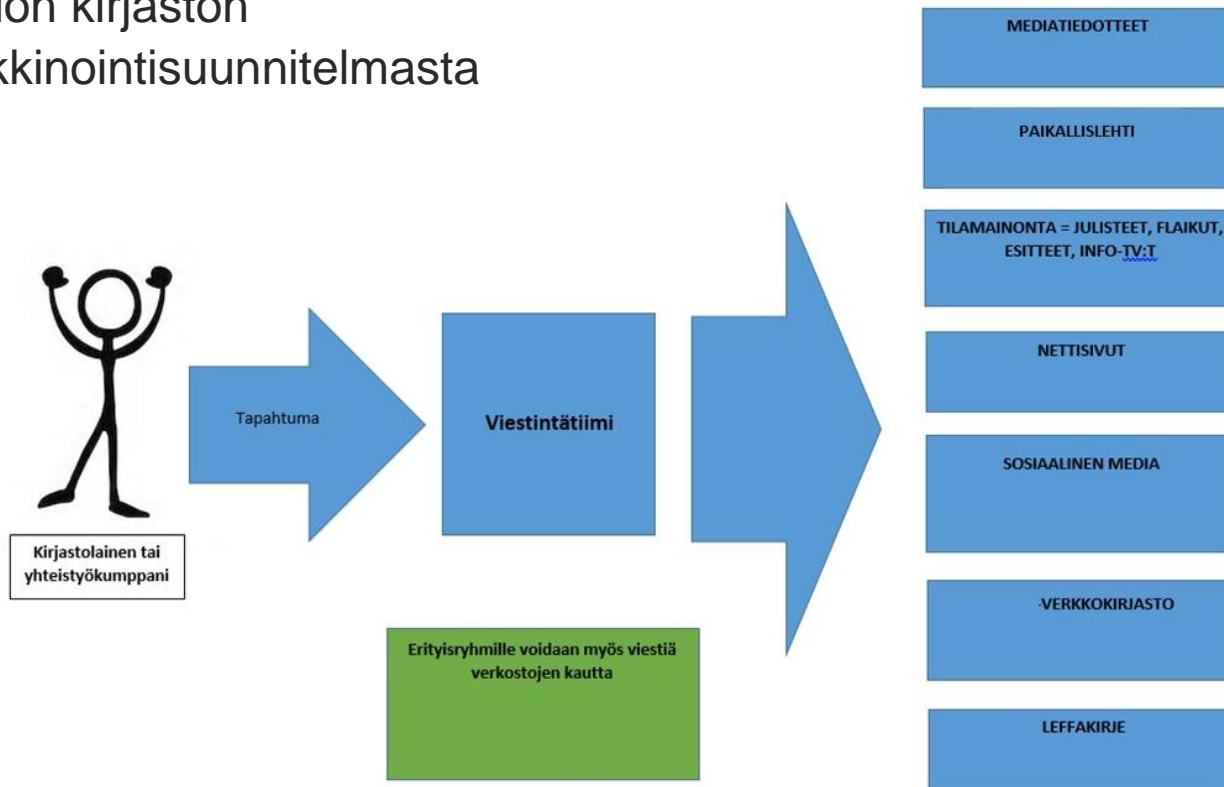 ion kirjaston
kkinointisuunnitelmasta
Kirjastolainen tai
yhteistyökumppani
Tapahtuma
Viestintätiimi
Erityisryhmille voidaan myös viestiä
verkostojen kautta
MEDIATIEDOTTEET
PAIKALLISLEHTI
TILAMAINONTA = JULISTEET, FLAIKUT,
ESITTEET, INFO-TV:T
NETTISIVUT
SOSIAALINEN MEDIA
-VERKKOKIRJASTO
LEFFAKIRJE